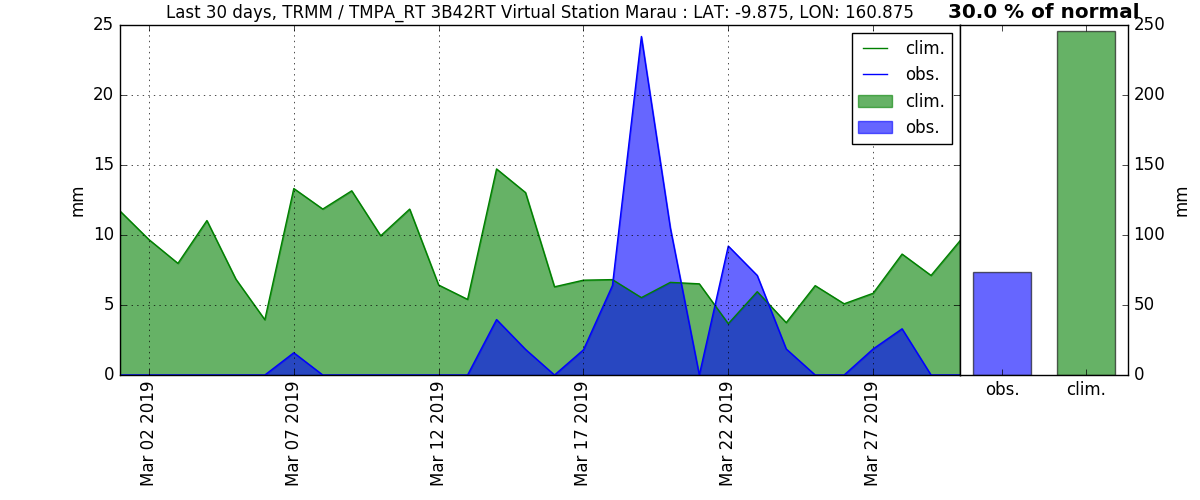 Last 30 days, TRMM / TMPA_RT 3B42RT Virtual Station Marau : LAT: -9.875, LON: 160.875
30.0 % of normal
25
20
15
10
5
0
mm
clim.
obs.
clim.
obs.
250
200
150
100
50
0
mm
Mar 02 2019
Mar 07 2019
Mar 12 2019
Mar 17 2019
Mar 22 2019
Mar 27 2019
obs.
clim.